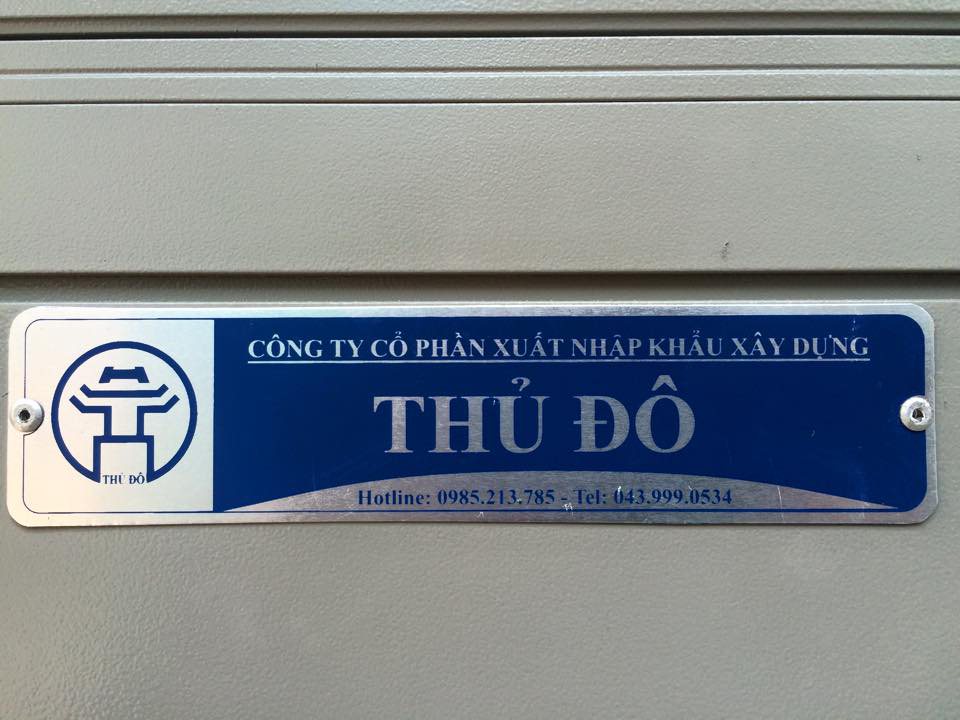 CÔNG TY CỔ PHẦN XUẤT NHẬP KHẨU XÂY DỰNG
THỦ ĐÔ
Hotline: 0985.213.785 - Tel: 043.999.0534
THỦ ĐÔ